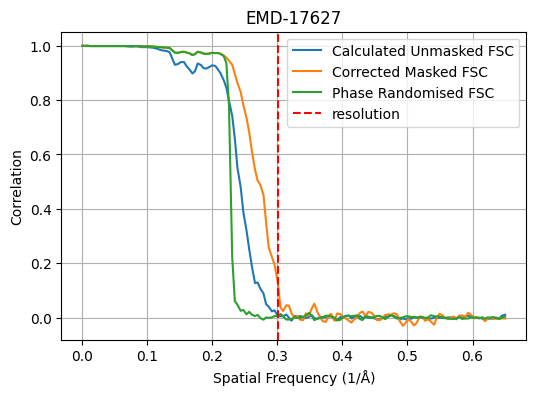 EMD-17627
Calculated Unmasked FSC
Corrected Masked FSC
Phase Randomised FSC
resolution
Correlation
1.0
0.8
0.6
0.4
0.2
0.0
0.0 0.1 0.2 0.3 0.4 0.5 0.6
Spatial Frequency (1/Å)